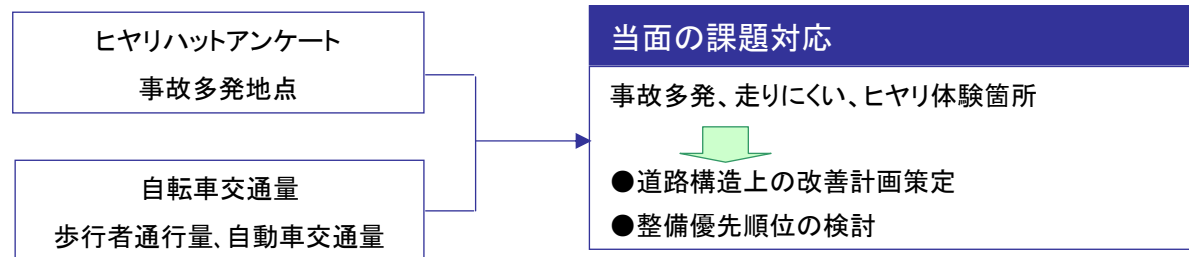 ヒヤリハットアンケート
事故多発地点
自転車交通量
歩行者通行量、自動車交通量
当面の課題対応
事故多発、走りにくい、ヒヤリ体験箇所
●道路構造上の改善計画策定
●整備優先順位の検討